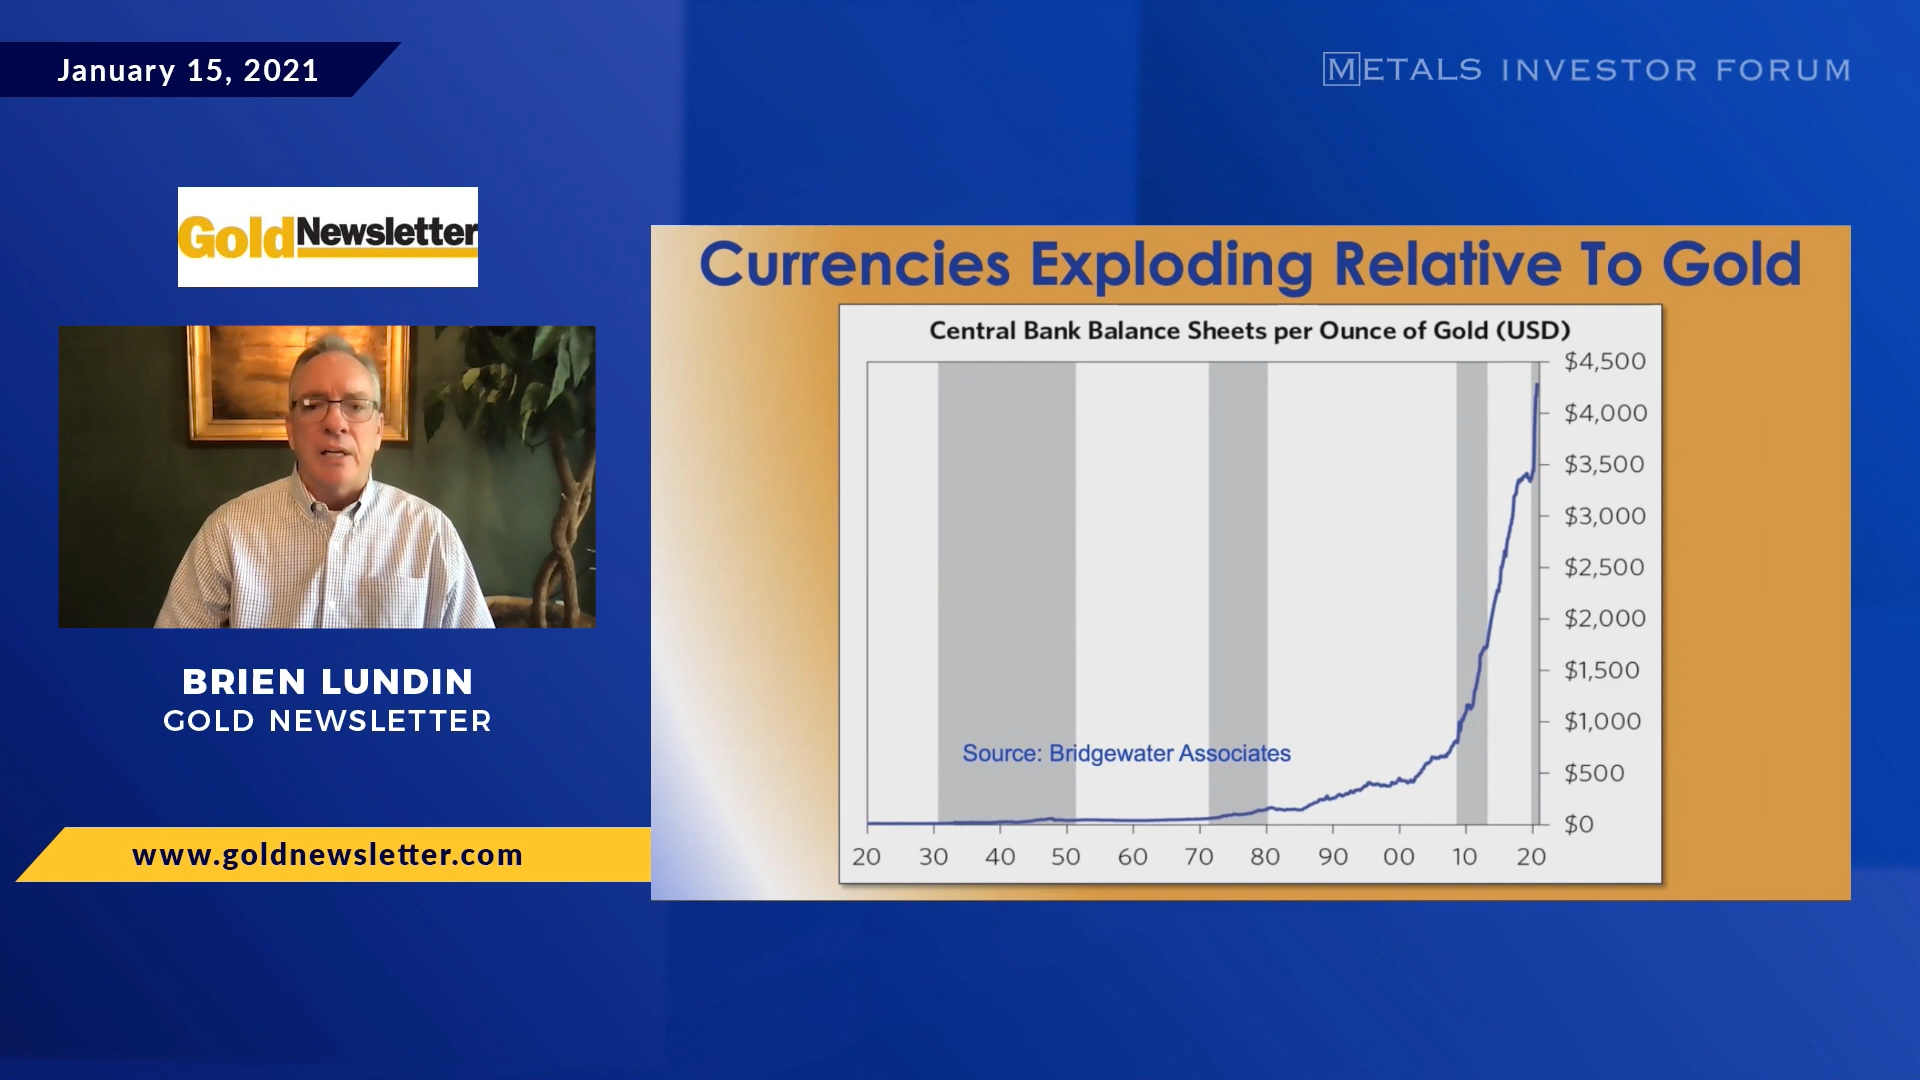 January 15, 2021
METALS INVESTOR FORUM
GoldNewsletter
BRIEN LUNDIN
GOLD NEWSLETTER
www.goldnewsletter.com
Currencies Exploding Relative To Gold
Central Bank Balance Sheets per Ounce of Gold (USD)
$4,500
$4,000
$3,500
$3,000
$2,500
$2,000
$1,500
$1,000
$500
$0
Source: Bridgewater Associates
20 30 40 50 60 70 80 90 00 10 20